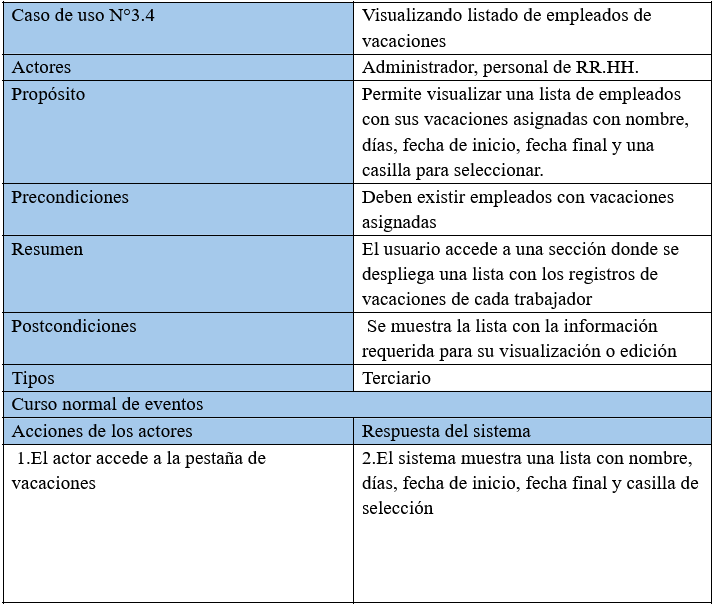 Caso de uso N°3.4
Visualizando listado de empleados de
vacaciones
Actores
Administrador, personal de RR.HH.
Propósito
Permite visualizar una lista de empleados
con sus vacaciones asignadas con nombre,
días, fecha de inicio, fecha final y una
casilla para seleccionar.
Precondiciones
Deben existir empleados con vacaciones
asignadas
Resumen
El usuario accede a una sección donde se
despliega una lista con los registros de
vacaciones de cada trabajador
Postcondiciones
Se muestra la lista con la información
requerida para su visualización o edición
Tipos
Terciario
Curso normal de eventos
Acciones de los actores
Respuesta del sistema
1.El actor accede a la pestaña de
vacaciones
2.El sistema muestra una lista con nombre,
días, fecha de inicio, fecha final y casilla de
selección